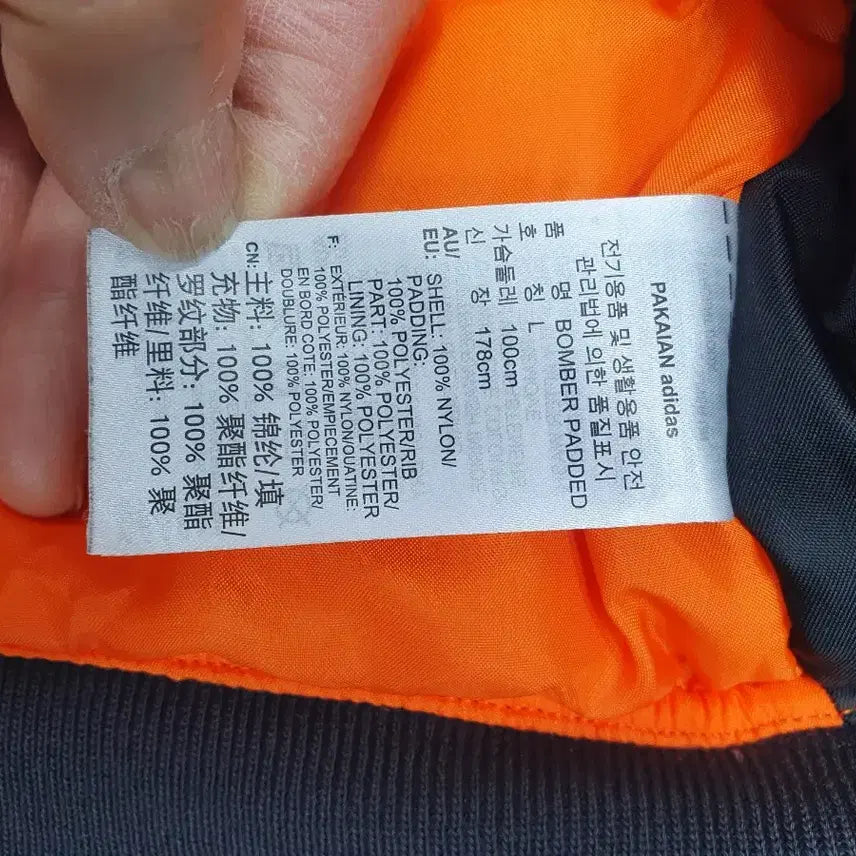 PAKAIAN adidas
전기용품 및 생활용품 안전
관리법에 의한 품질표시
품 명 BOMBER PADDED
호 칭 L
가슴둘레 100cm
신 장 178cm
AU/
EU: SHELL: 100% NYLON/
PADDING:
100% POLYESTER/RIB
PART: 100% POLYESTER/
LINING: 100% POLYESTER
F: EXTÉRIEUR: 100% NYLON/OUATINE:
100% POLYESTER/EMPIECEMENT
EN BORD COTE: 100% POLYESTER/
DOUBLURE: 100% POLYESTER
CN: 主料: 100% 锦纶/填
充物: 100% 聚酯纤维/
罗纹部分: 100% 聚酯
纤维/里料: 100% 聚
酯纤维